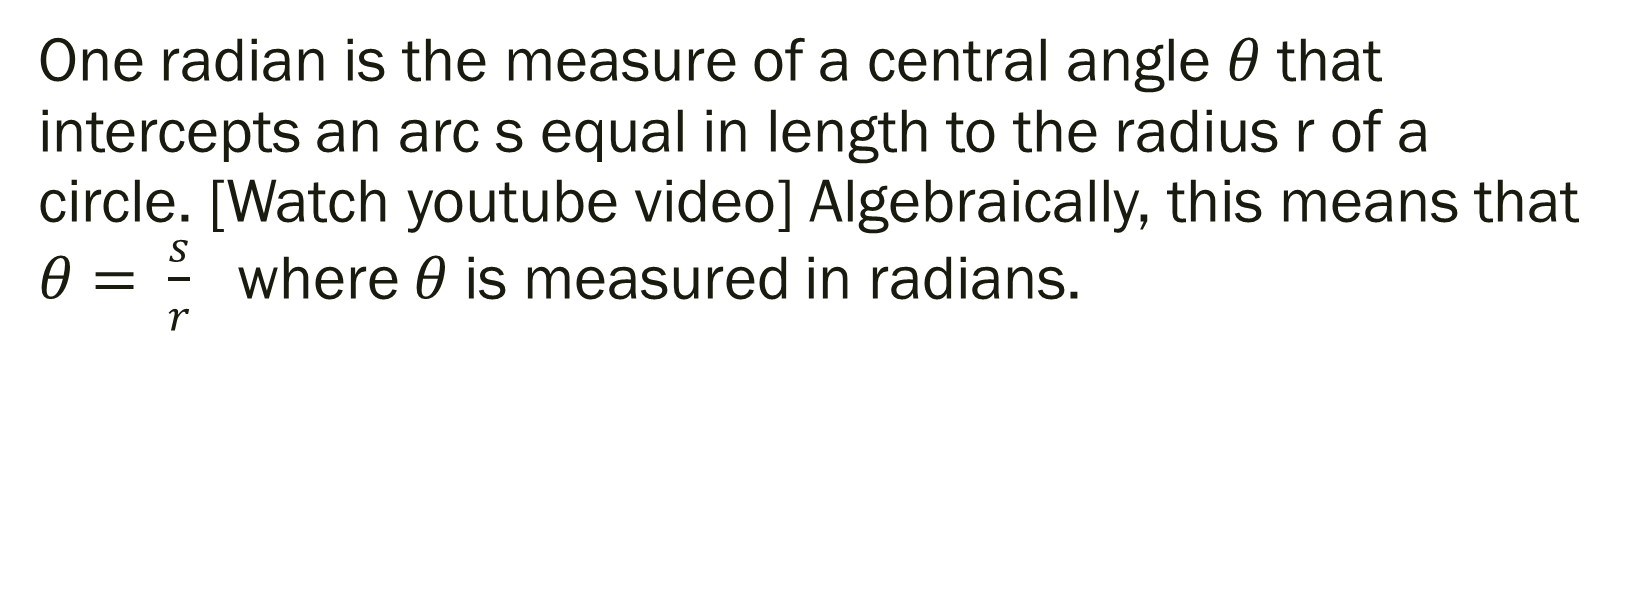 One radian is the measure of a central angle θ that
intercepts an arc s equal in length to the radius r of a
circle. [Watch youtube video] Algebraically, this means that
θ = s/r where θ is measured in radians.